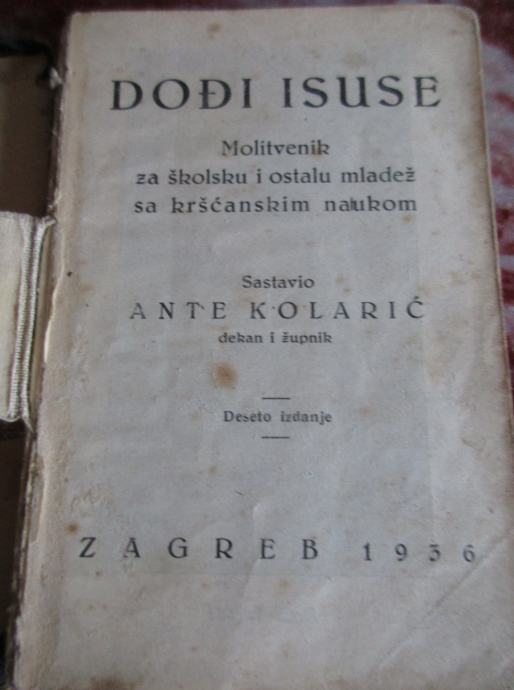 DOĐI ISUSE
Molitvenik
za školsku i ostalu mladež
sa kršćanskim naukom
Sastavio
ANTE KOLARIĆ
dekan i župnik
Deseto izdanje
ZAGREB 1936